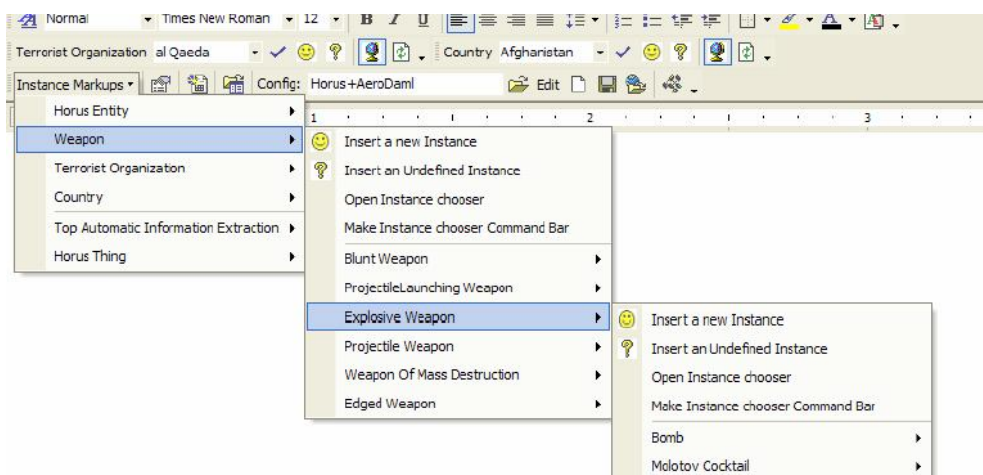 Normal Times New Roman 12 B I U
Terrorist Organization al Qaeda Country Afghanistan
Instance Markups Config: Horus+AeroDaml Edit
Horus Entity
Weapon
Terrorist Organization
Country
Top Automatic Information Extraction
Horus Thing
1 2 3
Insert a new Instance
Insert an Undefined Instance
Open Instance chooser
Make Instance chooser Command Bar
Blunt Weapon
ProjectileLaunching Weapon
Explosive Weapon
Projectile Weapon
Weapon Of Mass Destruction
Edged Weapon
Insert a new Instance
Insert an Undefined Instance
Open Instance chooser
Make Instance chooser Command Bar
Bomb
Molotov Cocktail